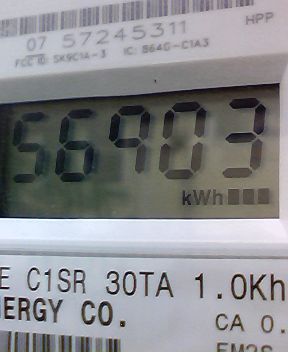 HPP
07 57245311
FCC ID: SK9C1A-3 IC: 864G-C1A3
56903
kWh
E C1SR 30TA 1.0Kh
NERGY CO.
CA 0.